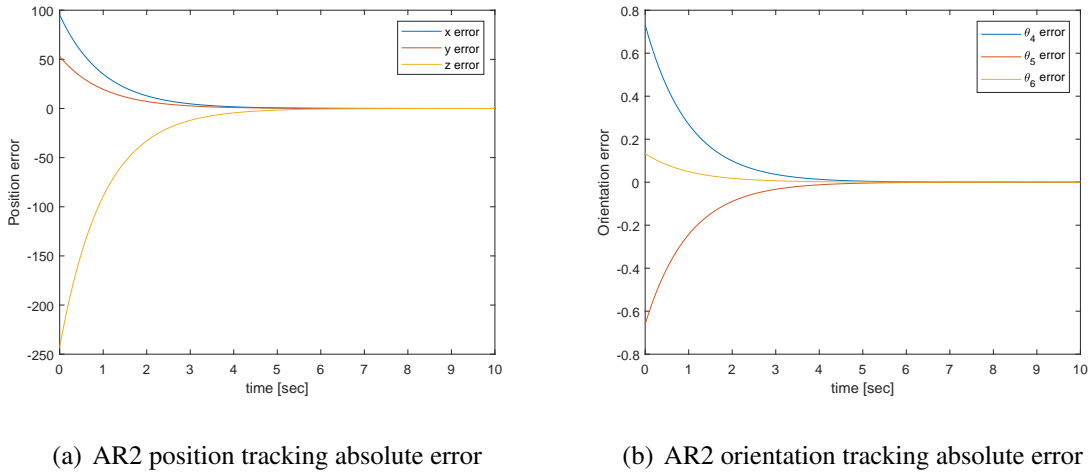 100
50
0
-50
-100
-150
-200
-250
Position error
x error
y error
z error
0 1 2 3 4 5 6 7 8 9 10
time [sec]
(a) AR2 position tracking absolute error
0.8
0.6
0.4
0.2
0
-0.2
-0.4
-0.6
-0.8
Orientation error
θ4 error
θ5 error
θ6 error
0 1 2 3 4 5 6 7 8 9 10
time [sec]
(b) AR2 orientation tracking absolute error